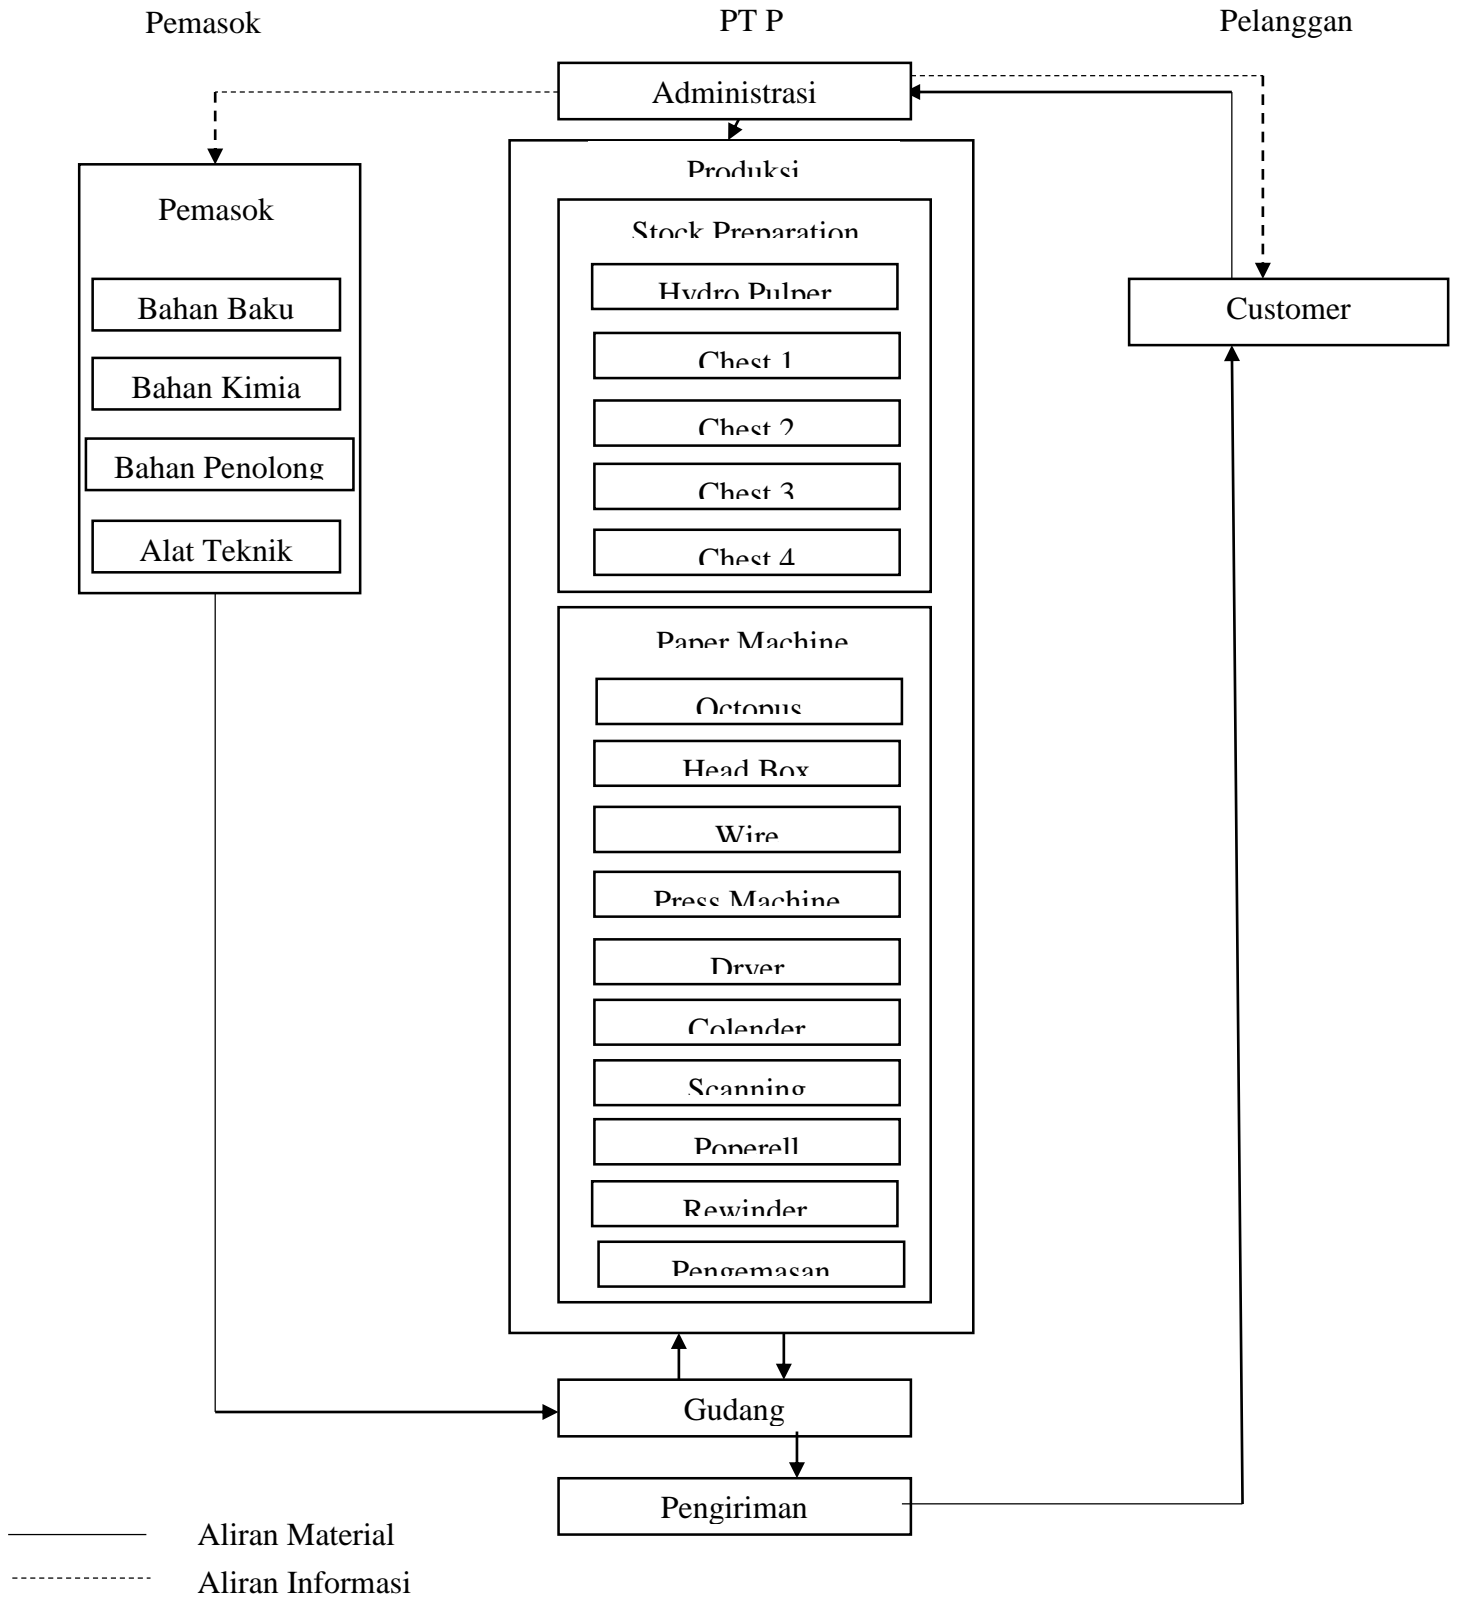 Pemasok
PT P
Pelanggan
Administrasi
Produksi
Pemasok
Bahan Baku
Bahan Kimia
Bahan Penolong
Alat Teknik
Stock Preparation
Hydro Pulper
Chest 1
Chest 2
Chest 3
Chest 4
Paper Machine
Octopus
Head Box
Wire
Press Machine
Dryer
Colender
Scanning
Poperell
Rewinder
Pengemasan
Customer
Gudang
Pengiriman
Aliran Material
Aliran Informasi